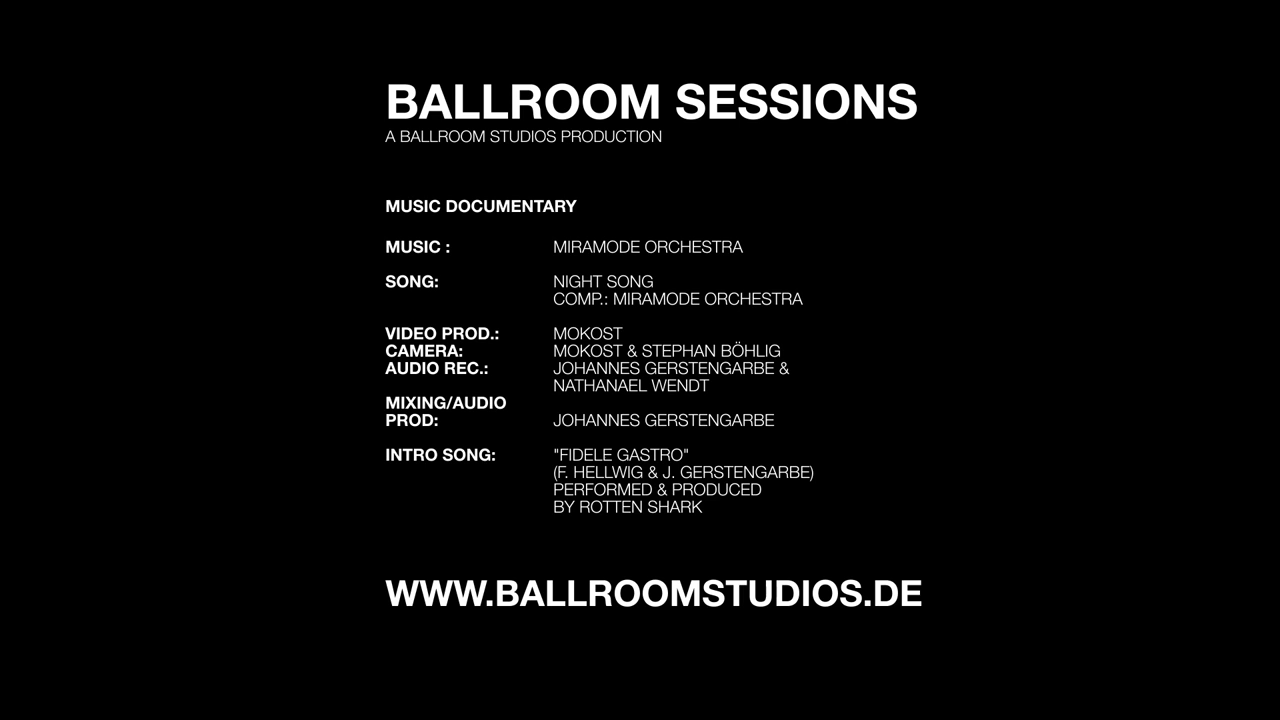 BALLROOM SESSIONS
A BALLROOM STUDIOS PRODUCTION
MUSIC DOCUMENTARY
MUSIC : MIRAMODE ORCHESTRA
SONG: NIGHT SONG
COMP.: MIRAMODE ORCHESTRA
VIDEO PROD.: MOKOST
CAMERA: MOKOST & STEPHAN BÖHLIG
AUDIO REC.: JOHANNES GERSTENGARBE &
NATHANAEL WENDT
MIXING/AUDIO
PROD: JOHANNES GERSTENGARBE
INTRO SONG: "FIDELE GASTRO"
(F. HELLWIG & J. GERSTENGARBE)
PERFORMED & PRODUCED
BY ROTTEN SHARK
WWW.BALLROOMSTUDIOS.DE